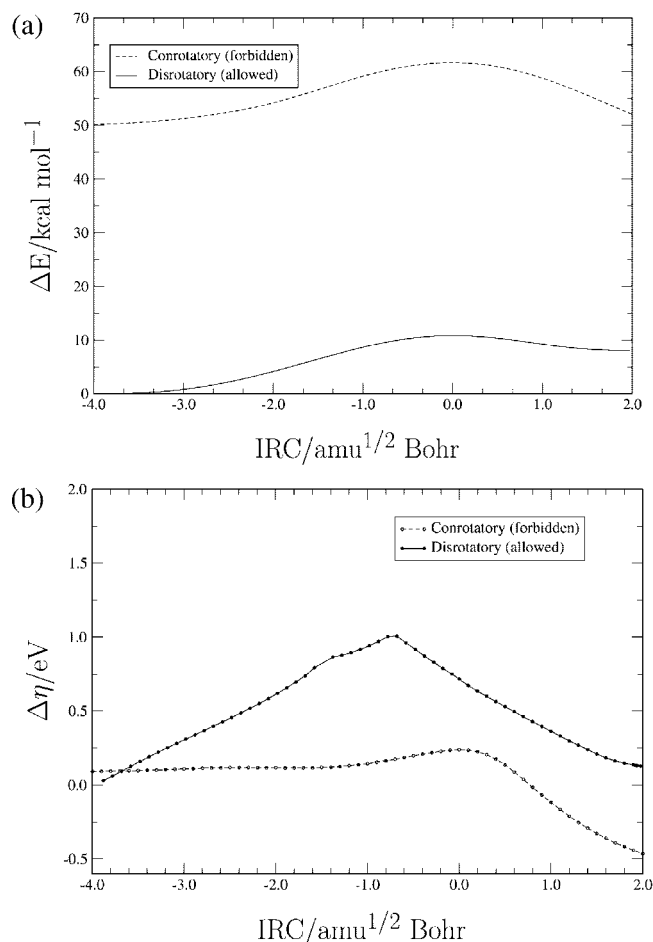 (a)
70
60
50
40
30
20
10
0
Conrotatory (forbidden)
Disrotatory (allowed)
ΔE/kcal mol⁻¹
-4.0 -3.0 -2.0 -1.0 0.0 1.0 2.0
IRC/amu^{1/2} Bohr
(b)
2.0
1.5
1.0
0.5
0.0
-0.5
Conrotatory (forbidden)
Disrotatory (allowed)
Δη/eV
-4.0 -3.0 -2.0 -1.0 0.0 1.0 2.0
IRC/amu^{1/2} Bohr